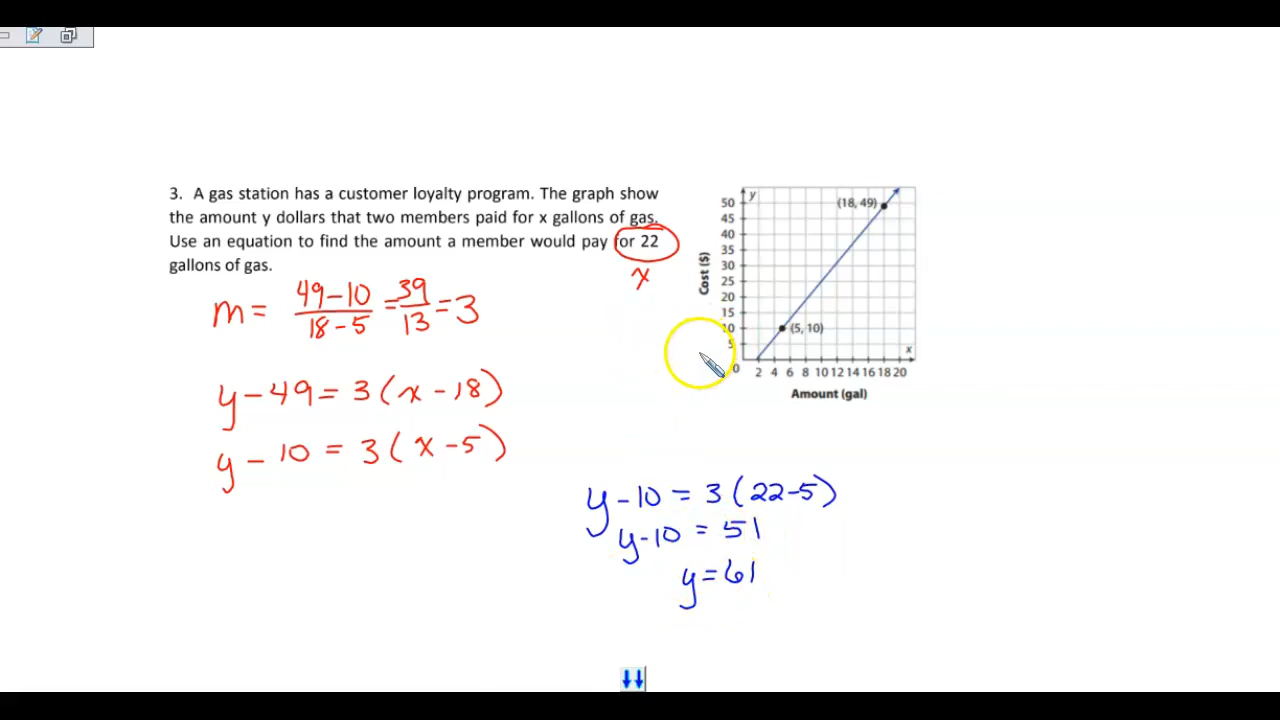 3. A gas station has a customer loyalty program. The graph show
the amount y dollars that two members paid for x gallons of gas.
Use an equation to find the amount a member would pay for 22
gallons of gas.
x
m = 49-10 / 18-5 = 39 / 13 = 3
y - 49 = 3(x - 18)
y - 10 = 3(x - 5)
y - 10 = 3(22-5)
y-10 = 51
y = 61
y
50
45
40
35
30
25
20
15
10
5
0
Cost ($)
(18, 49)
(5, 10)
x
2 4 6 8 10 12 14 16 18 20
Amount (gal)